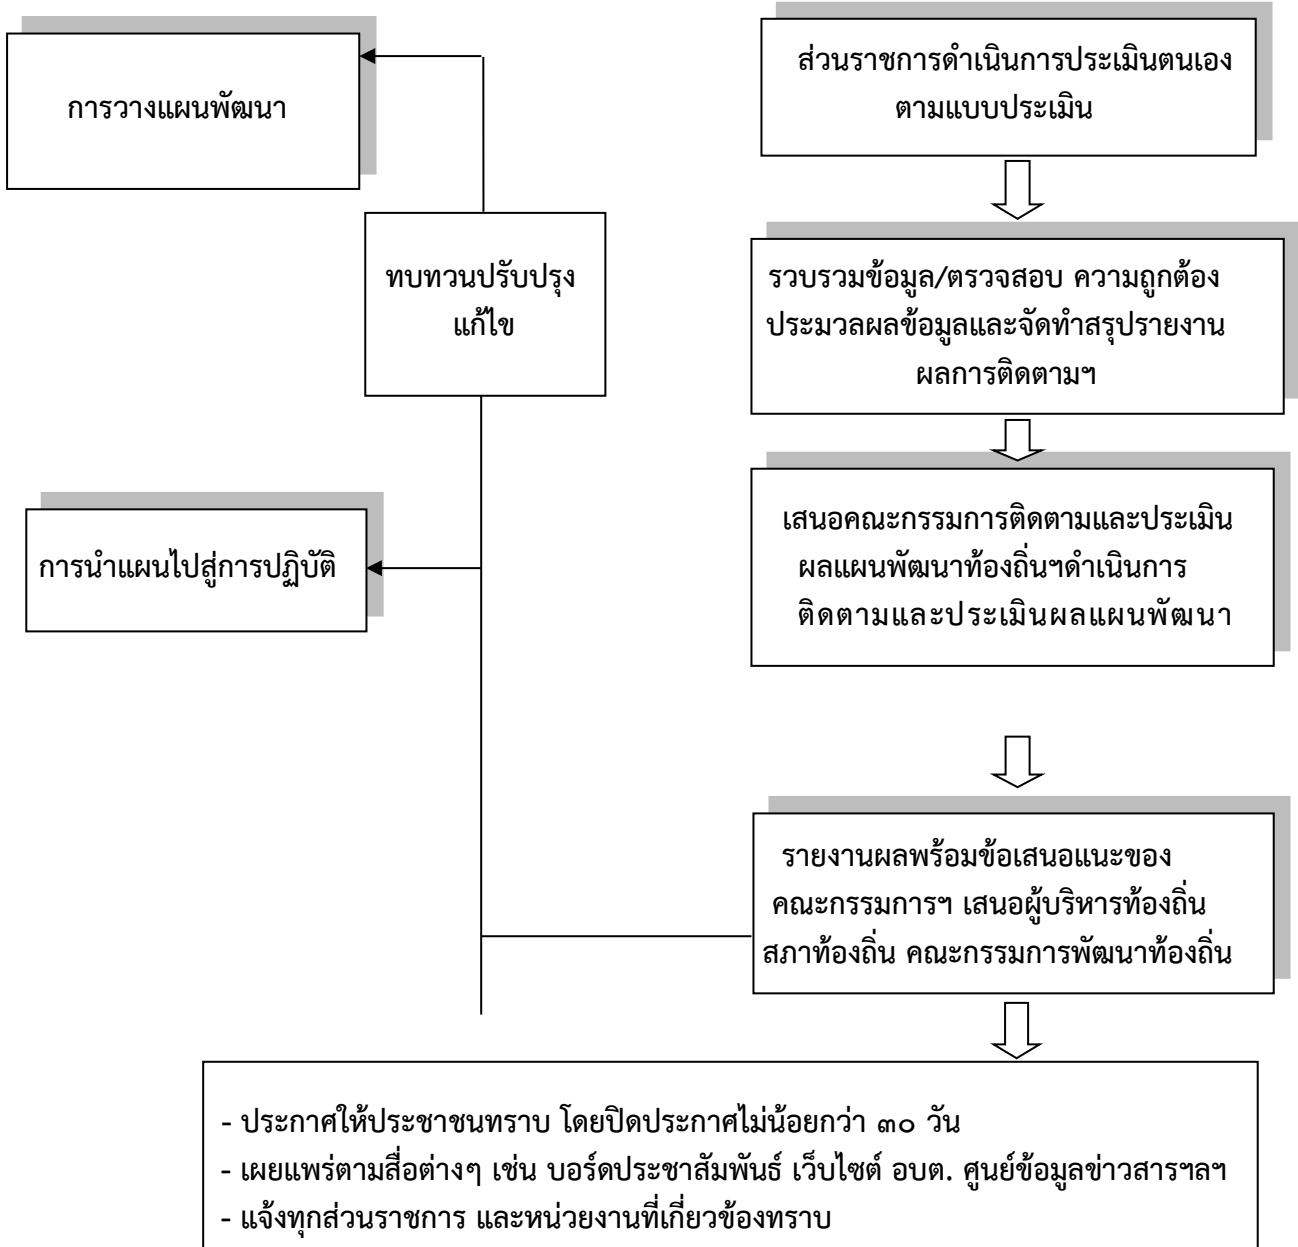 การวางแผนพัฒนา
ส่วนราชการดำเนินการประเมินตนเอง
ตามแบบประเมิน
ทบทวนปรับปรุง
แก้ไข
รวบรวมข้อมูล/ตรวจสอบ ความถูกต้อง
ประมวลผลข้อมูลและจัดทำสรุปรายงาน
ผลการติดตามฯ
การนำแผนไปสู่การปฏิบัติ
เสนอคณะกรรมการติดตามและประเมิน
ผลแผนพัฒนาท้องถิ่นฯดำเนินการ
ติดตามและประเมินผลแผนพัฒนา
รายงานผลพร้อมข้อเสนอแนะของ
คณะกรรมการฯ เสนอผู้บริหารท้องถิ่น
สภาท้องถิ่น คณะกรรมการพัฒนาท้องถิ่น
- ประกาศให้ประชาชนทราบ โดยปิดประกาศไม่น้อยกว่า ๓๐ วัน
- เผยแพร่ตามสื่อต่างๆ เช่น บอร์ดประชาสัมพันธ์ เว็บไซต์ อบต. ศูนย์ข้อมูลข่าวสารฯลฯ
- แจ้งทุกส่วนราชการ และหน่วยงานที่เกี่ยวข้องทราบ